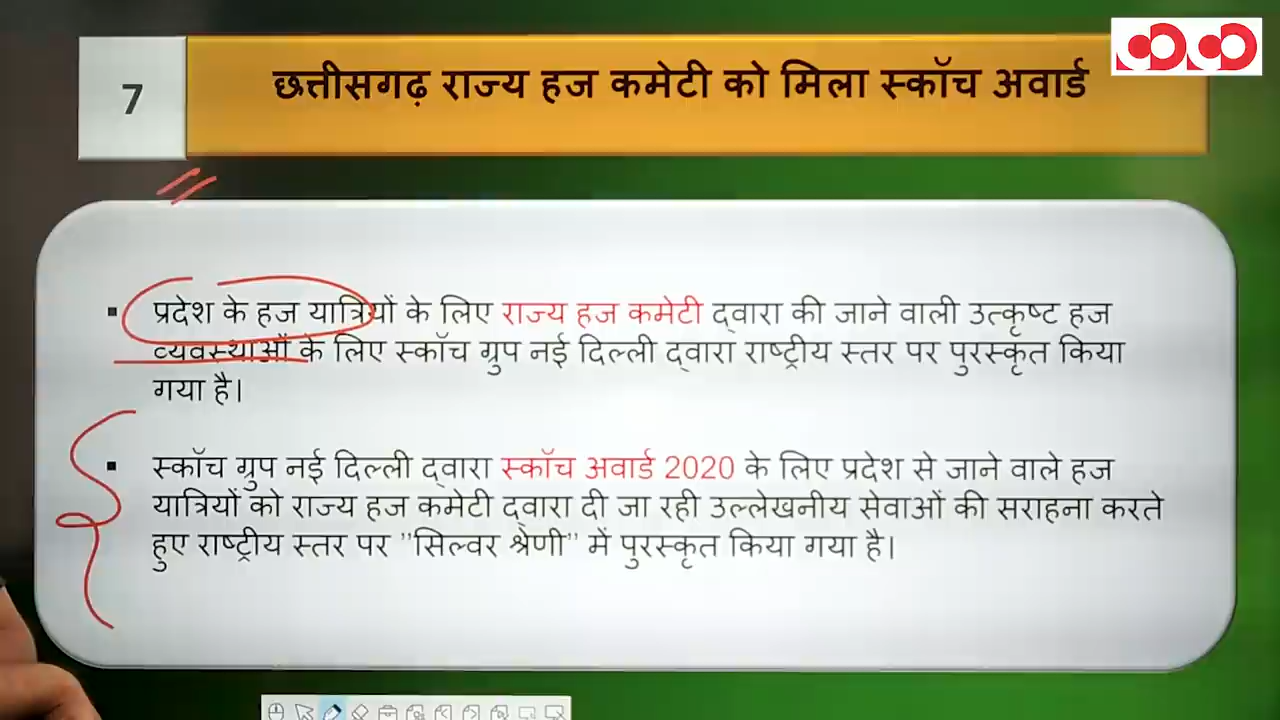 7
छत्तीसगढ़ राज्य हज कमेटी को मिला स्कॉच अवार्ड
प्रदेश के हज यात्रियों के लिए राज्य हज कमेटी द्वारा की जाने वाली उत्कृष्ट हज
व्यवस्थाओं के लिए स्कॉच ग्रुप नई दिल्ली द्वारा राष्ट्रीय स्तर पर पुरस्कृत किया
गया है।
स्कॉच ग्रुप नई दिल्ली द्वारा स्कॉच अवार्ड 2020 के लिए प्रदेश से जाने वाले हज
यात्रियों को राज्य हज कमेटी द्वारा दी जा रही उल्लेखनीय सेवाओं की सराहना करते
हुए राष्ट्रीय स्तर पर ”सिल्वर श्रेणी” में पुरस्कृत किया गया है।